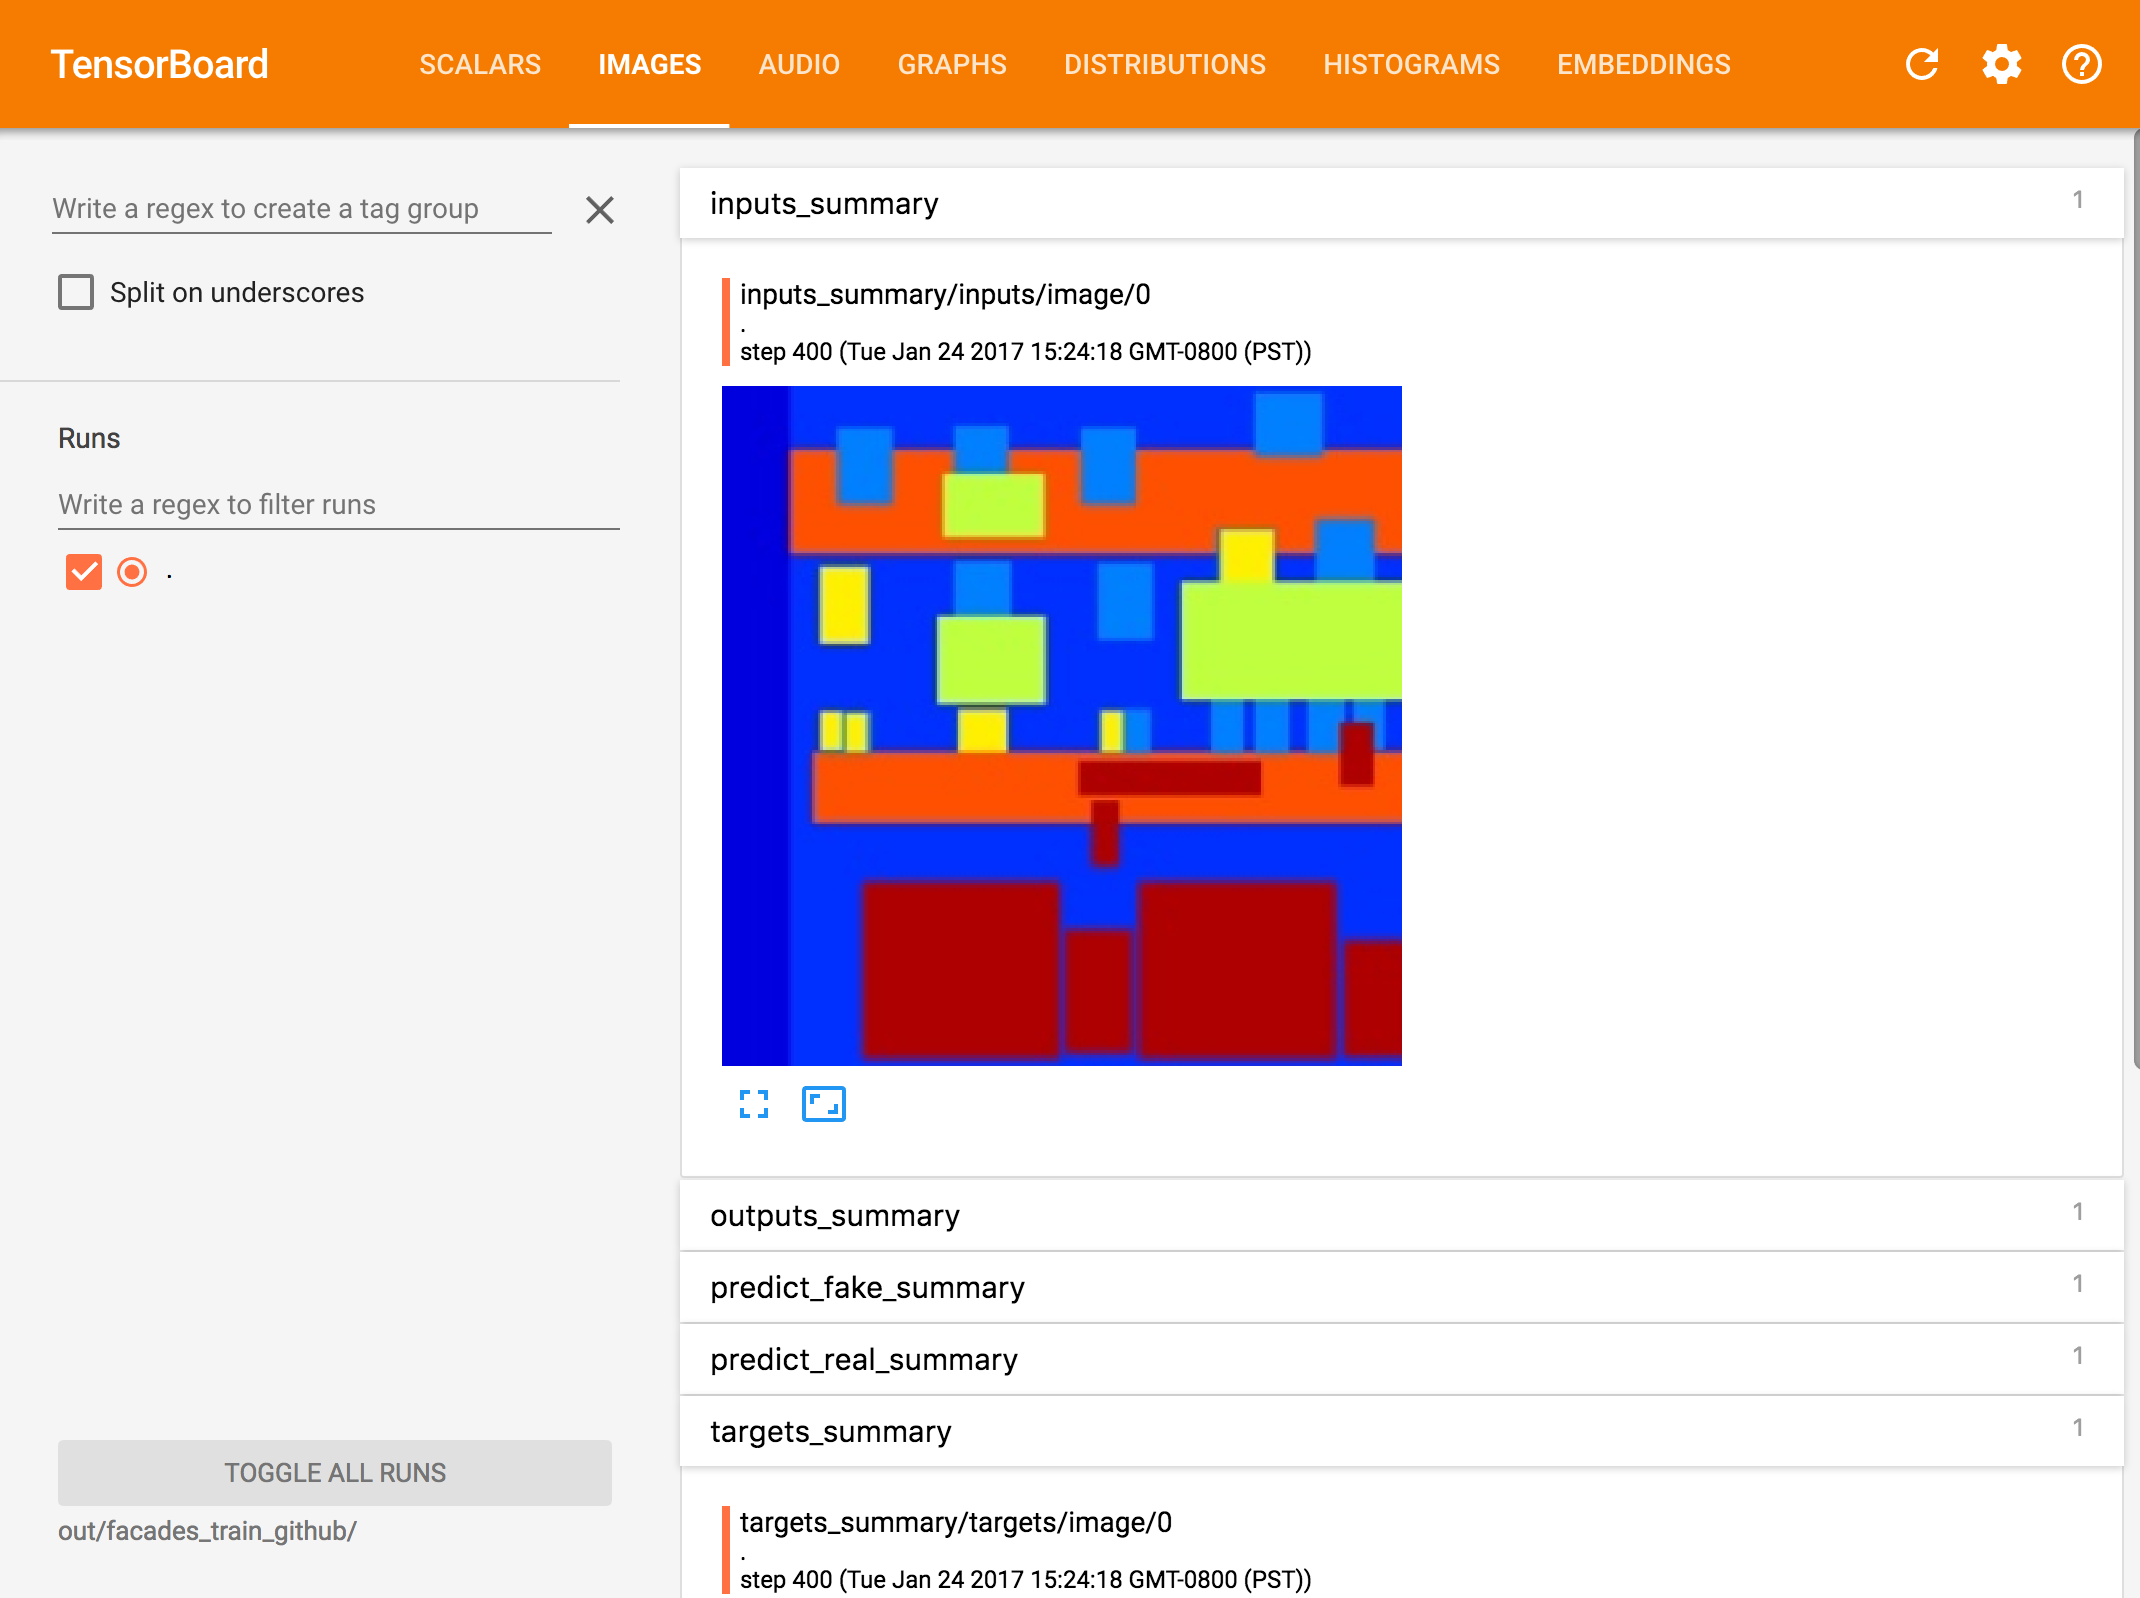 TensorBoard
SCALARS
IMAGES
AUDIO
GRAPHS
DISTRIBUTIONS
HISTOGRAMS
EMBEDDINGS
Write a regex to create a tag group
Split on underscores
Runs
Write a regex to filter runs
.
TOGGLE ALL RUNS
out/facades_train_github/
inputs_summary
1
inputs_summary/inputs/image/0
.
step 400 (Tue Jan 24 2017 15:24:18 GMT-0800 (PST))
outputs_summary
1
predict_fake_summary
1
predict_real_summary
1
targets_summary
1
targets_summary/targets/image/0
.
step 400 (Tue Jan 24 2017 15:24:18 GMT-0800 (PST))